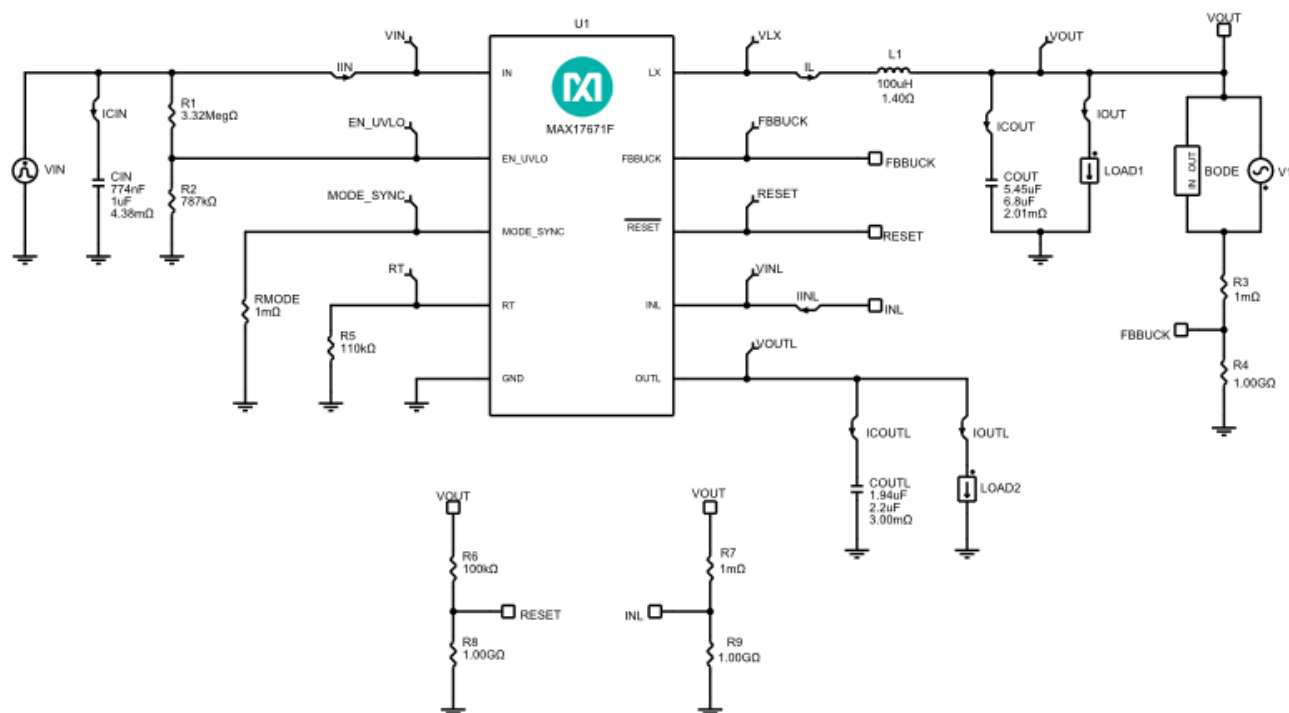 U1
VOUT
VIN
VLX
VOUT
L1
IIN
IN
LX
IL
100uH
1.40Ω
MAX17671F
R1
3.32MegΩ
ICIN
EN_UVLO
FBBUCK
ICOUT
IOUT
VIN
CIN
774nF
1uF
4.38mΩ
EN_UVLO
FBBUCK
FBBUCK
R2
787kΩ
COUT
5.45uF
6.8uF
2.01mΩ
LOAD1
IN OUT
BODE
V1
MODE_SYNC
RESET
MODE_SYNC
RESET
RESET
RT
VINL
RMODE
1mΩ
RT
INL
IINL
INL
R3
1mΩ
R5
110kΩ
VOUTL
FBBUCK
GND
OUTL
R4
1.00GΩ
ICOUTL
IOUTL
COUTL
1.94uF
2.2uF
3.00mΩ
LOAD2
VOUT
VOUT
R6
100kΩ
R7
1mΩ
RESET
INL
R8
1.00GΩ
R9
1.00GΩ